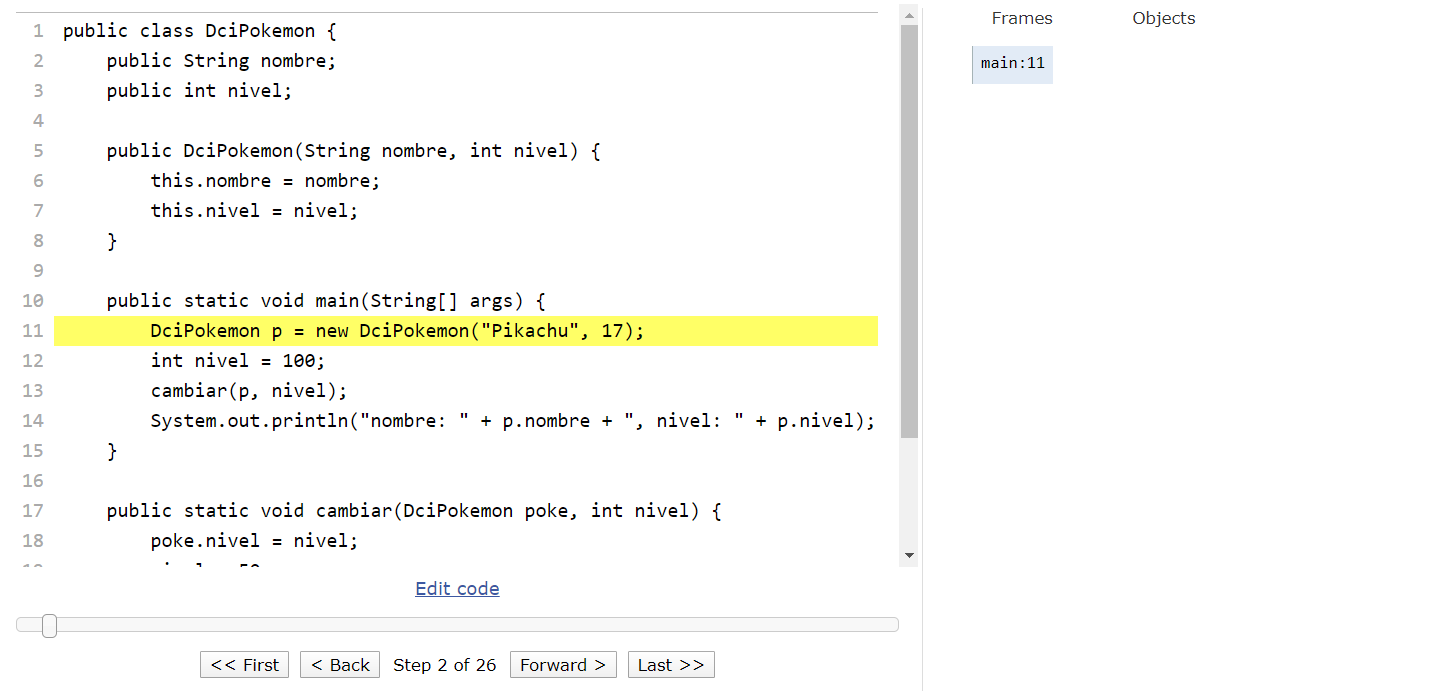 1 public class DciPokemon {
2 public String nombre;
3 public int nivel;
4
5 public DciPokemon(String nombre, int nivel) {
6 this.nombre = nombre;
7 this.nivel = nivel;
8 }
9
10 public static void main(String[] args) {
11 DciPokemon p = new DciPokemon("Pikachu", 17);
12 int nivel = 100;
13 cambiar(p, nivel);
14 System.out.println("nombre: " + p.nombre + ", nivel: " + p.nivel);
15 }
16
17 public static void cambiar(DciPokemon poke, int nivel) {
18 poke.nivel = nivel;
Edit code
<< First < Back Step 2 of 26 Forward > Last >>
Frames Objects
main:11